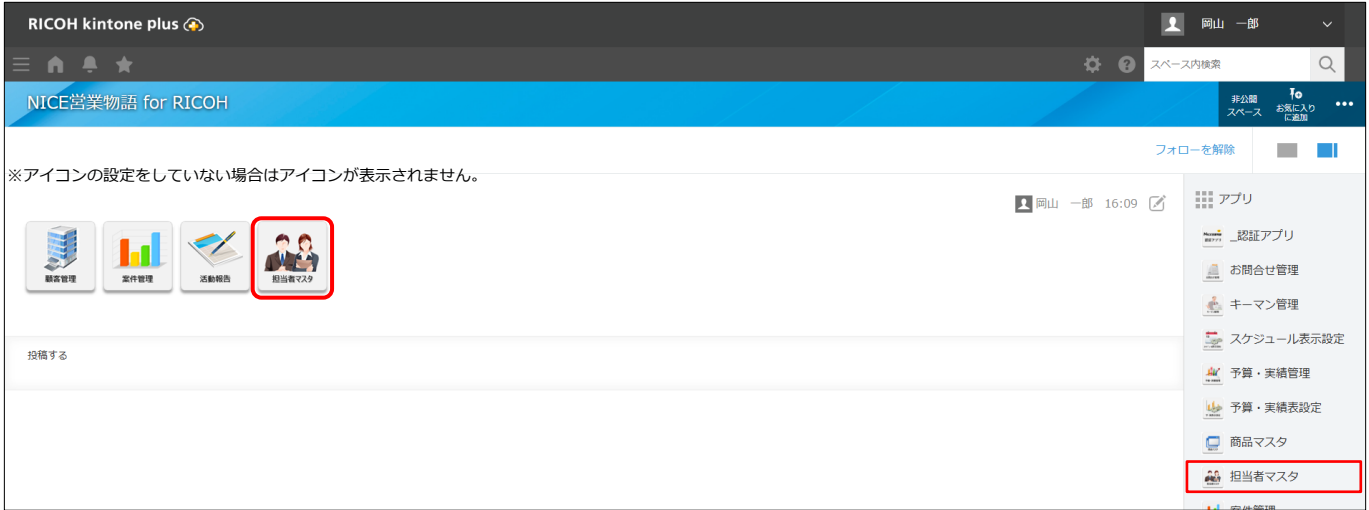 RICOH kintone plus
岡山 一郎
スペース内検索
NICE営業物語 for RICOH
非公開
スペース
お気に入り
に追加
フォローを解除
※アイコンの設定をしていない場合はアイコンが表示されません。
岡山 一郎 16:09
顧客管理
案件管理
活動報告
担当者マスタ
投稿する
アプリ
_認証アプリ
お問合せ管理
キーマン管理
スケジュール表示設定
予算・実績管理
予算・実績表設定
商品マスタ
担当者マスタ
案件管理